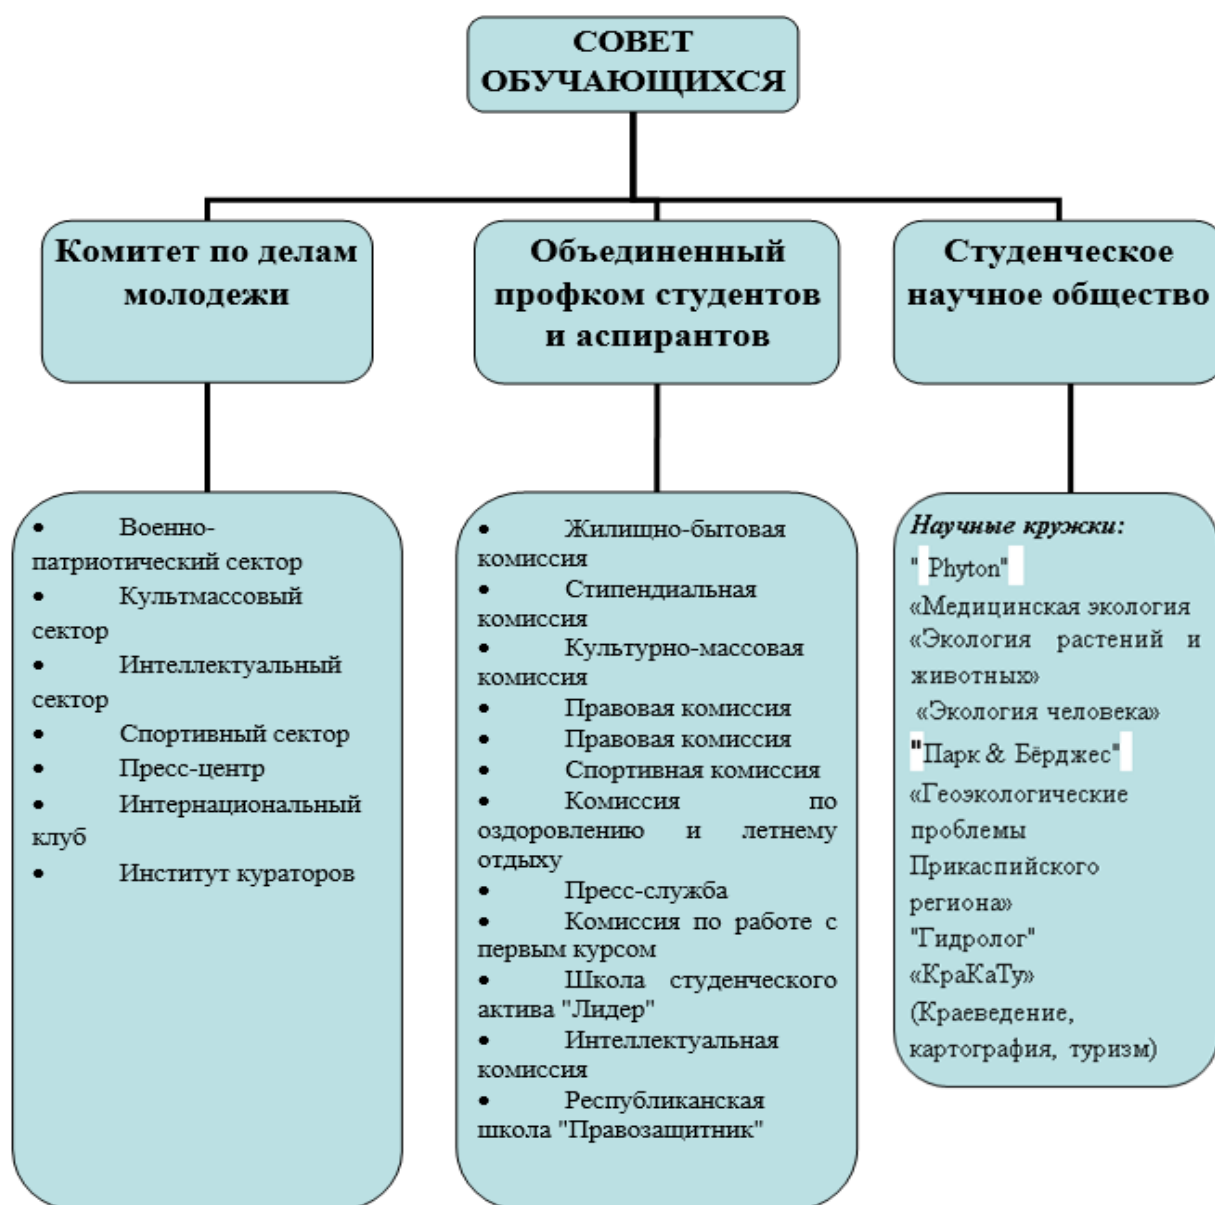 СОВЕТ
ОБУЧАЮЩИХСЯ
Комитет по делам
молодежи
Объединенный
профком студентов
и аспирантов
Студенческое
научное общество
• Военно-
патриотический сектор
• Культмассовый
сектор
• Интеллектуальный
сектор
• Спортивный сектор
• Пресс-центр
• Интернациональный
клуб
• Институт кураторов
• Жилищно-бытовая
комиссия
• Стипендиальная
комиссия
• Культурно-массовая
комиссия
• Правовая комиссия
• Правовая комиссия
• Спортивная комиссия
• Комиссия по
оздоровлению и летнему
отдыху
• Пресс-служба
• Комиссия по работе с
первым курсом
• Школа студенческого
актива "Лидер"
• Интеллектуальная
комиссия
• Республиканская
школа "Правозащитник"
Научные кружки:
" Phyton"
«Медицинская экология
«Экология растений и
животных»
«Экология человека»
"Парк & Бёрджес"
«Геоэкологические
проблемы
Прикаспийского
региона»
"Гидролог"
«КраКаТу»
(Краеведение,
картография, туризм)